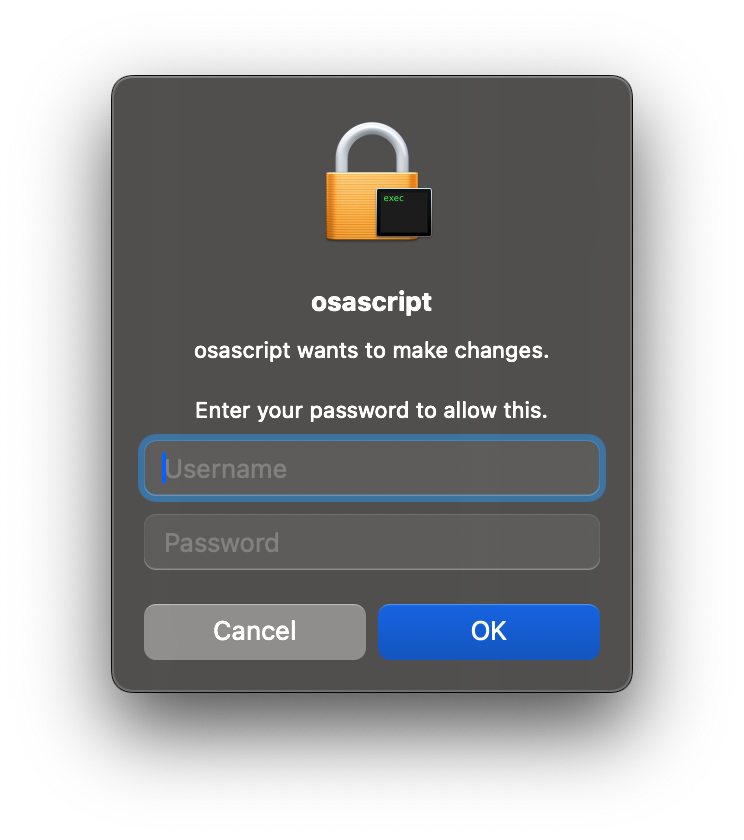 exec
osascript
osascript wants to make changes.
Enter your password to allow this.
Username
Password
Cancel
OK